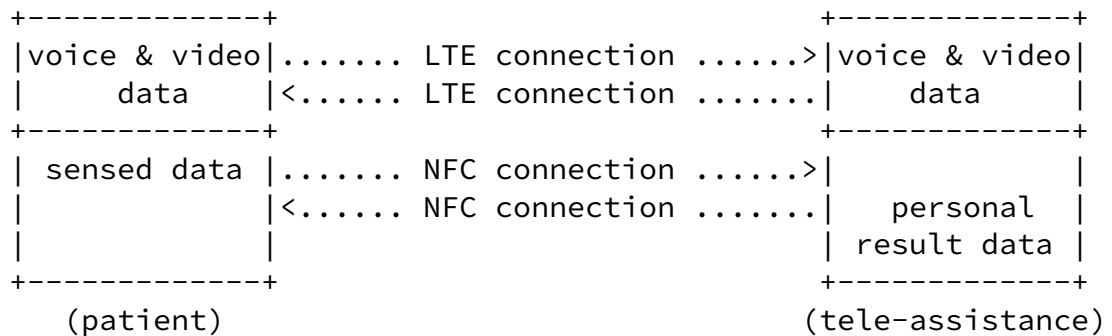 +-------------+                           +-------------+
|voice & video|....... LTE connection ......>|voice & video|
|     data    |<...... LTE connection .......|    data     |
+-------------+                           +-------------+
| sensed data |....... NFC connection ......>|             |
|             |<...... NFC connection .......|   personal  |
|             |                           | result data |
+-------------+                           +-------------+
   (patient)                             (tele-assistance)